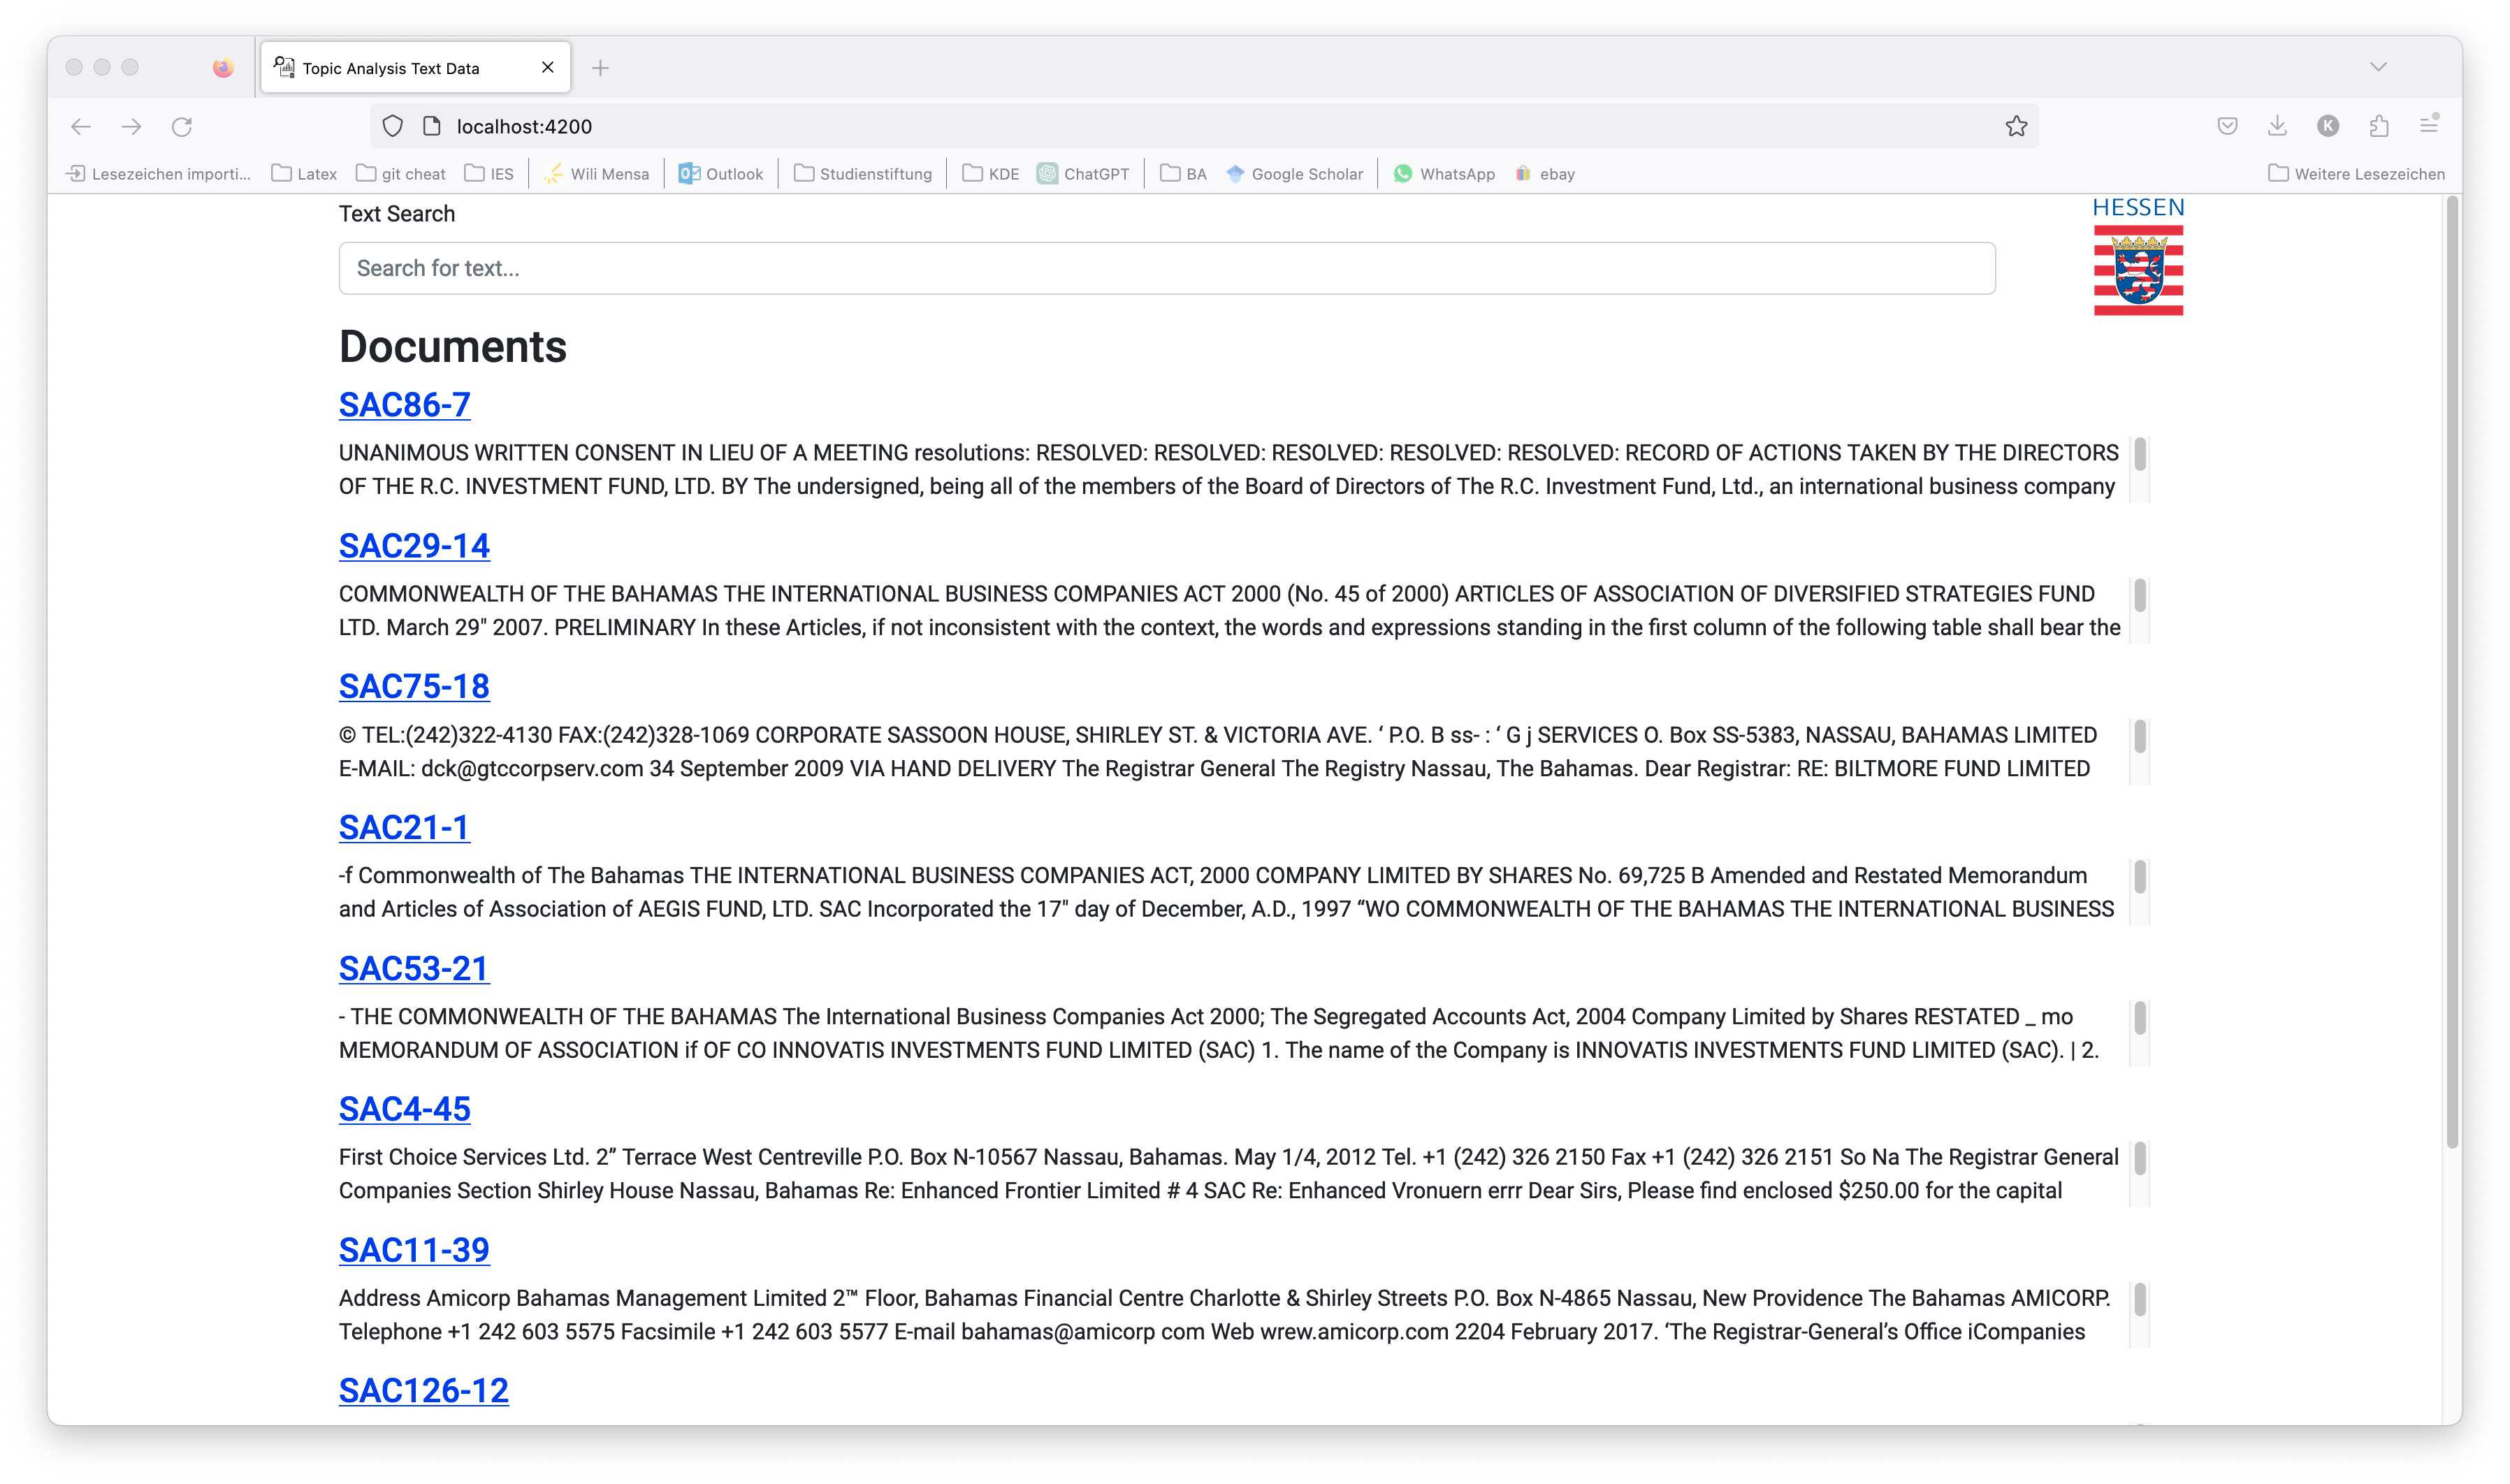 Topic Analysis Text Data
localhost:4200
K
Lesezeichen importi... Latex git cheat IES Wili Mensa Outlook Studienstiftung KDE ChatGPT BA Google Scholar WhatsApp ebay Weitere Lesezeichen
Text Search
HESSEN
Search for text...
Documents
SAC86-7
UNANIMOUS WRITTEN CONSENT IN LIEU OF A MEETING resolutions: RESOLVED: RESOLVED: RESOLVED: RESOLVED: RESOLVED: RECORD OF ACTIONS TAKEN BY THE DIRECTORS
OF THE R.C. INVESTMENT FUND, LTD. BY The undersigned, being all of the members of the Board of Directors of The R.C. Investment Fund, Ltd., an international business company
SAC29-14
COMMONWEALTH OF THE BAHAMAS THE INTERNATIONAL BUSINESS COMPANIES ACT 2000 (No. 45 of 2000) ARTICLES OF ASSOCIATION OF DIVERSIFIED STRATEGIES FUND
LTD. March 29" 2007. PRELIMINARY In these Articles, if not inconsistent with the context, the words and expressions standing in the first column of the following table shall bear the
SAC75-18
© TEL:(242)322-4130 FAX:(242)328-1069 CORPORATE SASSOON HOUSE, SHIRLEY ST. & VICTORIA AVE. ‘ P.O. B ss- : ‘ G j SERVICES O. Box SS-5383, NASSAU, BAHAMAS LIMITED
E-MAIL: dck@gtccorpserv.com 34 September 2009 VIA HAND DELIVERY The Registrar General The Registry Nassau, The Bahamas. Dear Registrar: RE: BILTMORE FUND LIMITED
SAC21-1
-f Commonwealth of The Bahamas THE INTERNATIONAL BUSINESS COMPANIES ACT, 2000 COMPANY LIMITED BY SHARES No. 69,725 B Amended and Restated Memorandum
and Articles of Association of AEGIS FUND, LTD. SAC Incorporated the 17" day of December, A.D., 1997 “WO COMMONWEALTH OF THE BAHAMAS THE INTERNATIONAL BUSINESS
SAC53-21
- THE COMMONWEALTH OF THE BAHAMAS The International Business Companies Act 2000; The Segregated Accounts Act, 2004 Company Limited by Shares RESTATED _ mo
MEMORANDUM OF ASSOCIATION if OF CO INNOVATIS INVESTMENTS FUND LIMITED (SAC) 1. The name of the Company is INNOVATIS INVESTMENTS FUND LIMITED (SAC). | 2.
SAC4-45
First Choice Services Ltd. 2” Terrace West Centreville P.O. Box N-10567 Nassau, Bahamas. May 1/4, 2012 Tel. +1 (242) 326 2150 Fax +1 (242) 326 2151 So Na The Registrar General
Companies Section Shirley House Nassau, Bahamas Re: Enhanced Frontier Limited # 4 SAC Re: Enhanced Vronuern errr Dear Sirs, Please find enclosed $250.00 for the capital
SAC11-39
Address Amicorp Bahamas Management Limited 2™ Floor, Bahamas Financial Centre Charlotte & Shirley Streets P.O. Box N-4865 Nassau, New Providence The Bahamas AMICORP.
Telephone +1 242 603 5575 Facsimile +1 242 603 5577 E-mail bahamas@amicorp com Web wrew.amicorp.com 2204 February 2017. ‘The Registrar-General’s Office iCompanies
SAC126-12